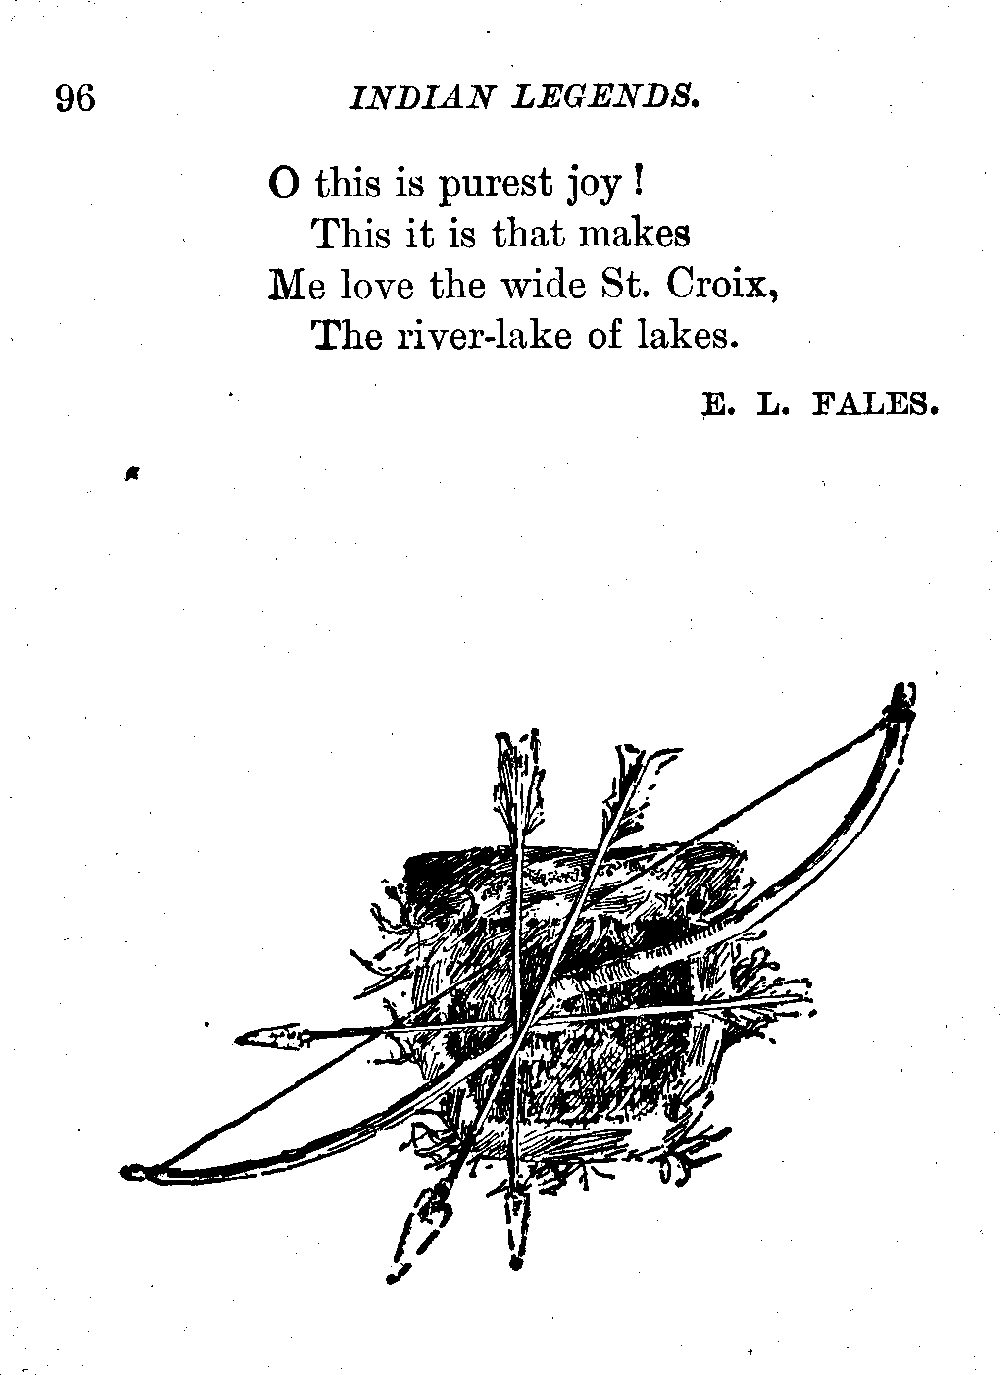 96 INDIAN LEGENDS.
O this is purest joy !
This it is that makes
Me love the wide St. Croix,
The river-lake of lakes.
E. L. FALES.